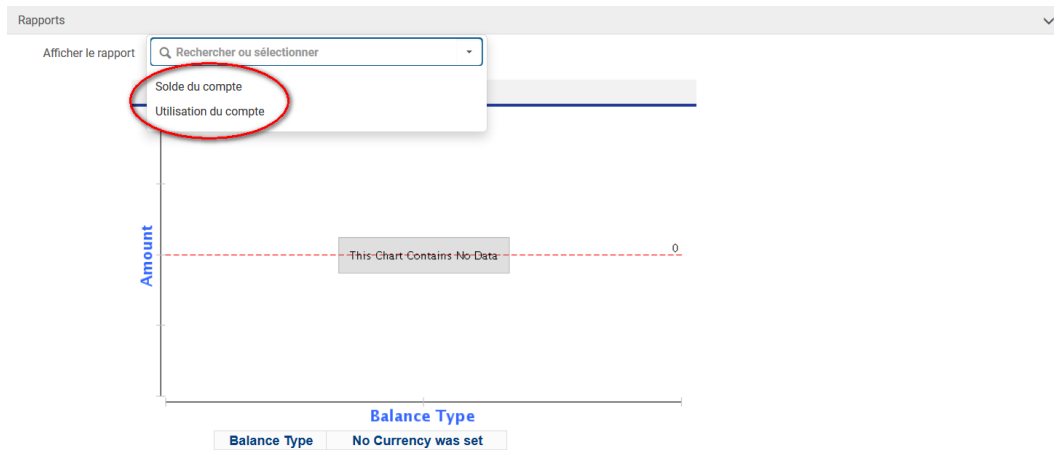 Rapports
Afficher le rapport
Rechercher ou sélectionner
Solde du compte
Utilisation du compte
Amount
0
This Chart Contains No Data
Balance Type
Balance Type No Currency was set